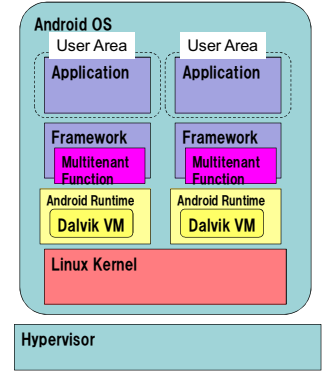 Android OS
User Area
User Area
Application
Application
Framework
Framework
Multitenant
Function
Multitenant
Function
Android Runtime
Android Runtime
Dalvik VM
Dalvik VM
Linux Kernel
Hypervisor